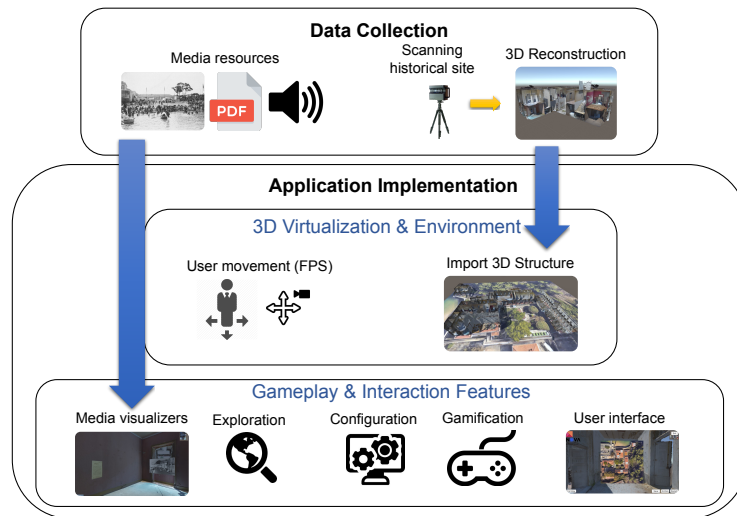 Data Collection
Media resources
Scanning
historical site
3D Reconstruction
PDF
Application Implementation
3D Virtualization & Environment
User movement (FPS)
Import 3D Structure
Gameplay & Interaction Features
Media visualizers
Exploration
Configuration
Gamification
User interface